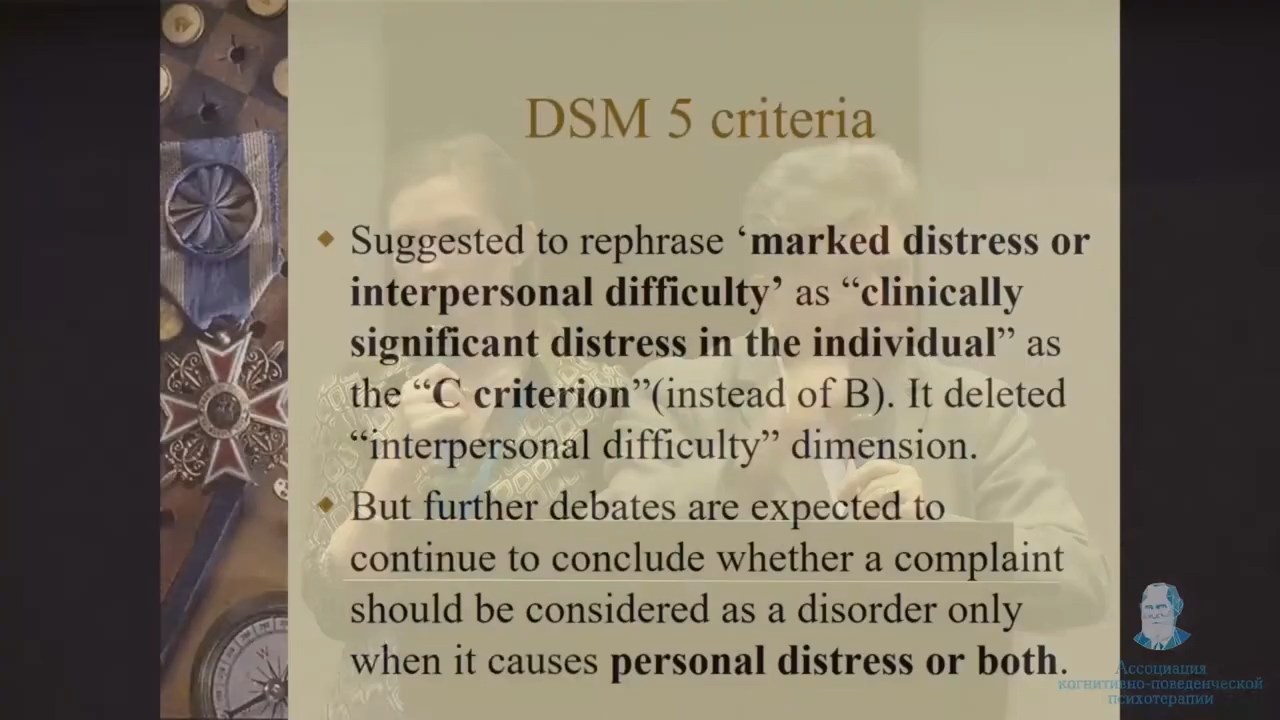 DSM 5 criteria
Suggested to rephrase ‘marked distress or
interpersonal difficulty’ as “clinically
significant distress in the individual” as
the “C criterion”(instead of B). It deleted
“interpersonal difficulty” dimension.
But further debates are expected to
continue to conclude whether a complaint
should be considered as a disorder only
when it causes personal distress or both.
Ассоциация
когнитивно-поведенческой
психотерапии